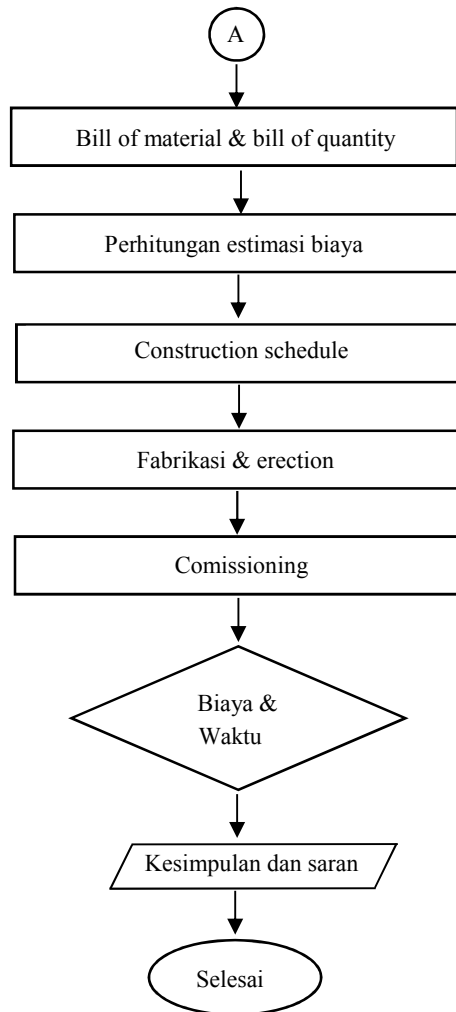 A
Bill of material & bill of quantity
Perhitungan estimasi biaya
Construction schedule
Fabrikasi & erection
Comissioning
Biaya &
Waktu
Kesimpulan dan saran
Selesai